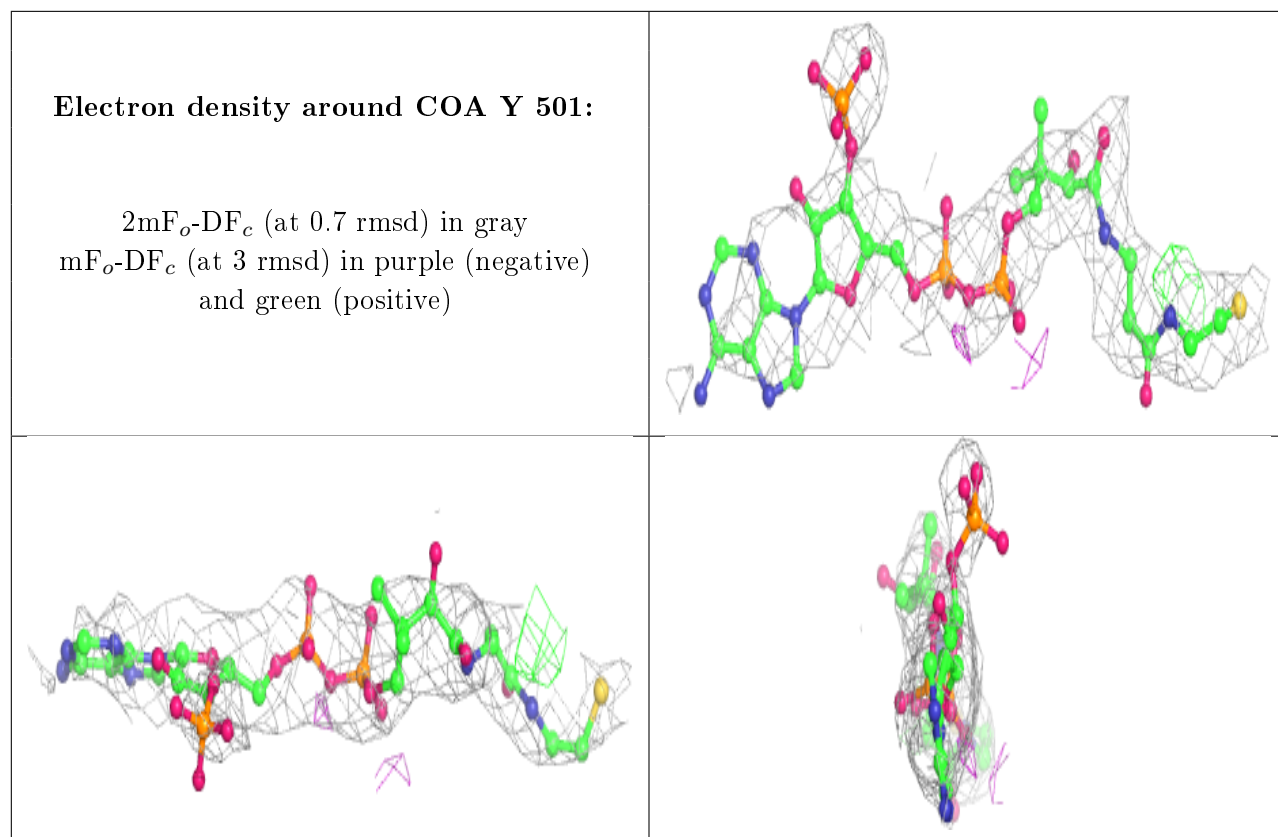 Electron density around COA Y 501:
2mFo-DFc (at 0.7 rmsd) in gray
mFo-DFc (at 3 rmsd) in purple (negative)
and green (positive)